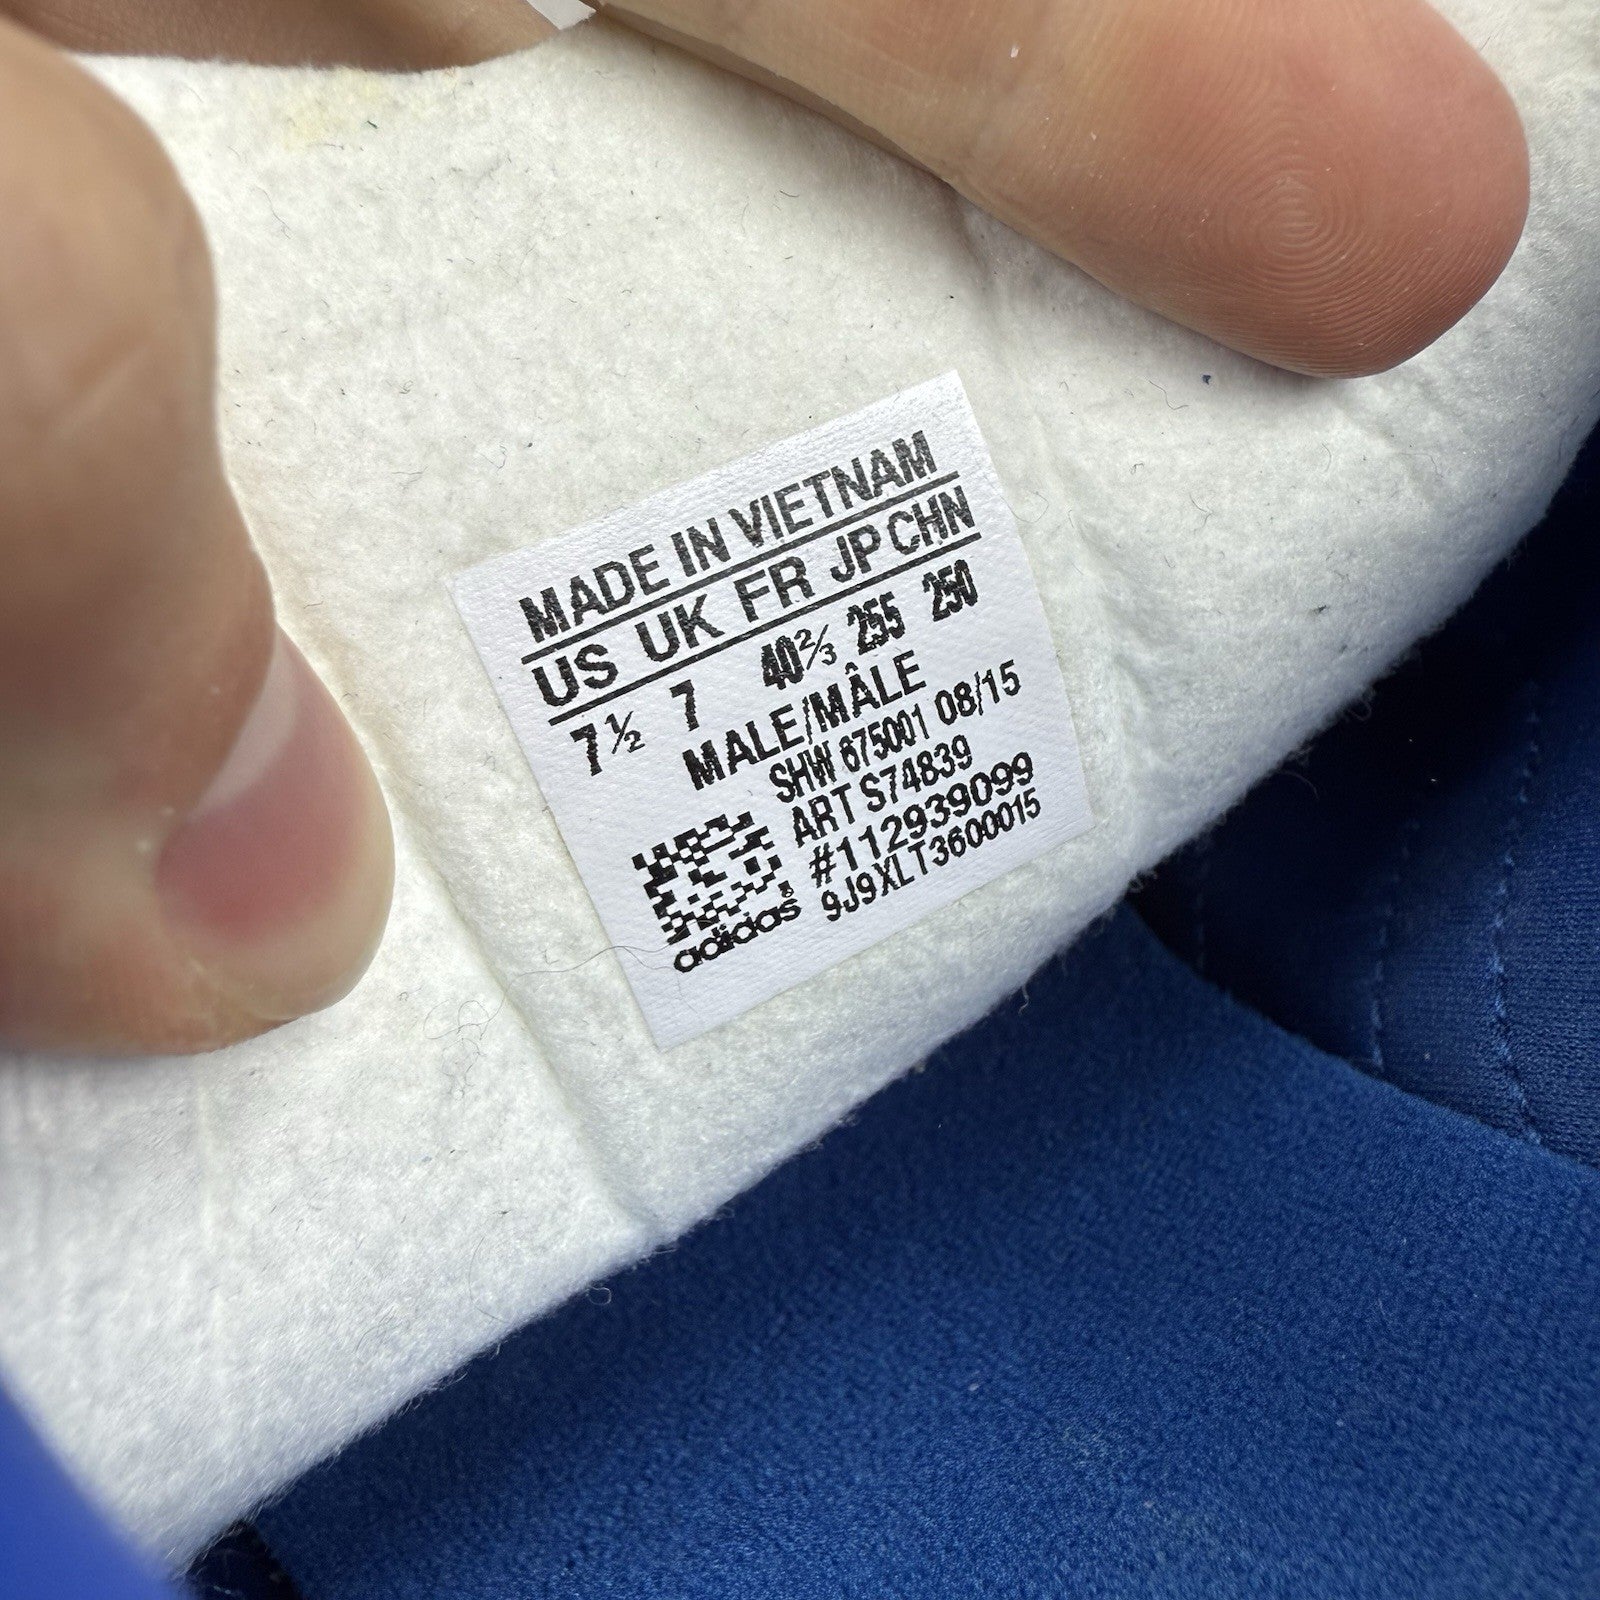 MADE IN VIETNAM
US UK FR JP CHN
7½ 7 40⅔ 255 250
MALE/MÂLE
SHW 675001 08/15
ART S74839
#112939099
9J9XLT3600015
adidas